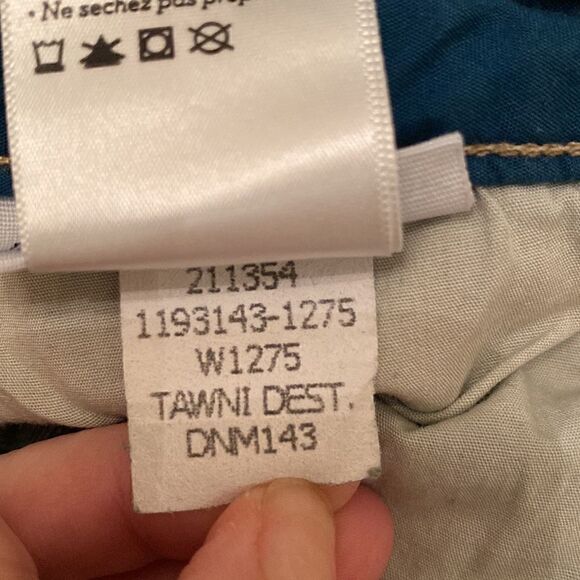 • Ne sechez pas
211354
1193143-1275
W1275
TAWNI DEST.
DNM143